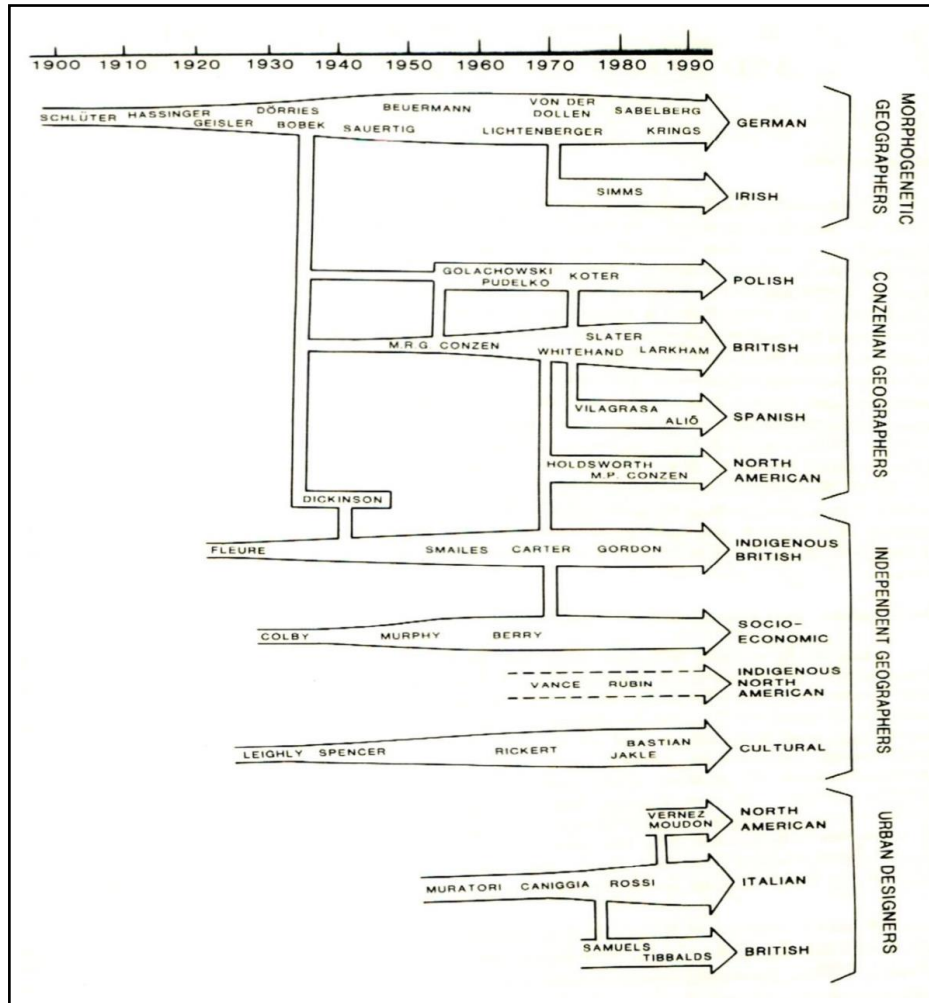 1900 1910 1920 1930 1940 1950 1960 1970 1980 1990
SCHLÜTER HASSINGER GEISLER DÖRRIES BOBEK SAUERTIG BEUERMANN LICHTENBERGER VON DER DOLLEN SABELBERG KRINGS
GERMAN
SIMMS
IRISH
MORPHOGENETIC
GEOGRAPHERS
GOLACHOWSKI
PUDELKO
KOTER
POLISH
M.R.G. CONZEN
SLATER
WHITEHAND
LARKHAM
BRITISH
VILAGRASA
ALIÓ
SPANISH
HOLDSWORTH
M.P. CONZEN
NORTH
AMERICAN
CONZENIAN GEOGRAPHERS
DICKINSON
FLEURE
SMAILES
CARTER
GORDON
INDIGENOUS
BRITISH
COLBY
MURPHY
BERRY
SOCIO-
ECONOMIC
VANCE
RUBIN
INDIGENOUS
NORTH
AMERICAN
LEIGHLY
SPENCER
RICKERT
BASTIAN
JAKLE
CULTURAL
INDEPENDENT GEOGRAPHERS
VERNEZ
MOUDON
NORTH
AMERICAN
MURATORI
CANIGGIA
ROSSI
ITALIAN
SAMUELS
TIBBALDS
BRITISH
URBAN DESIGNERS